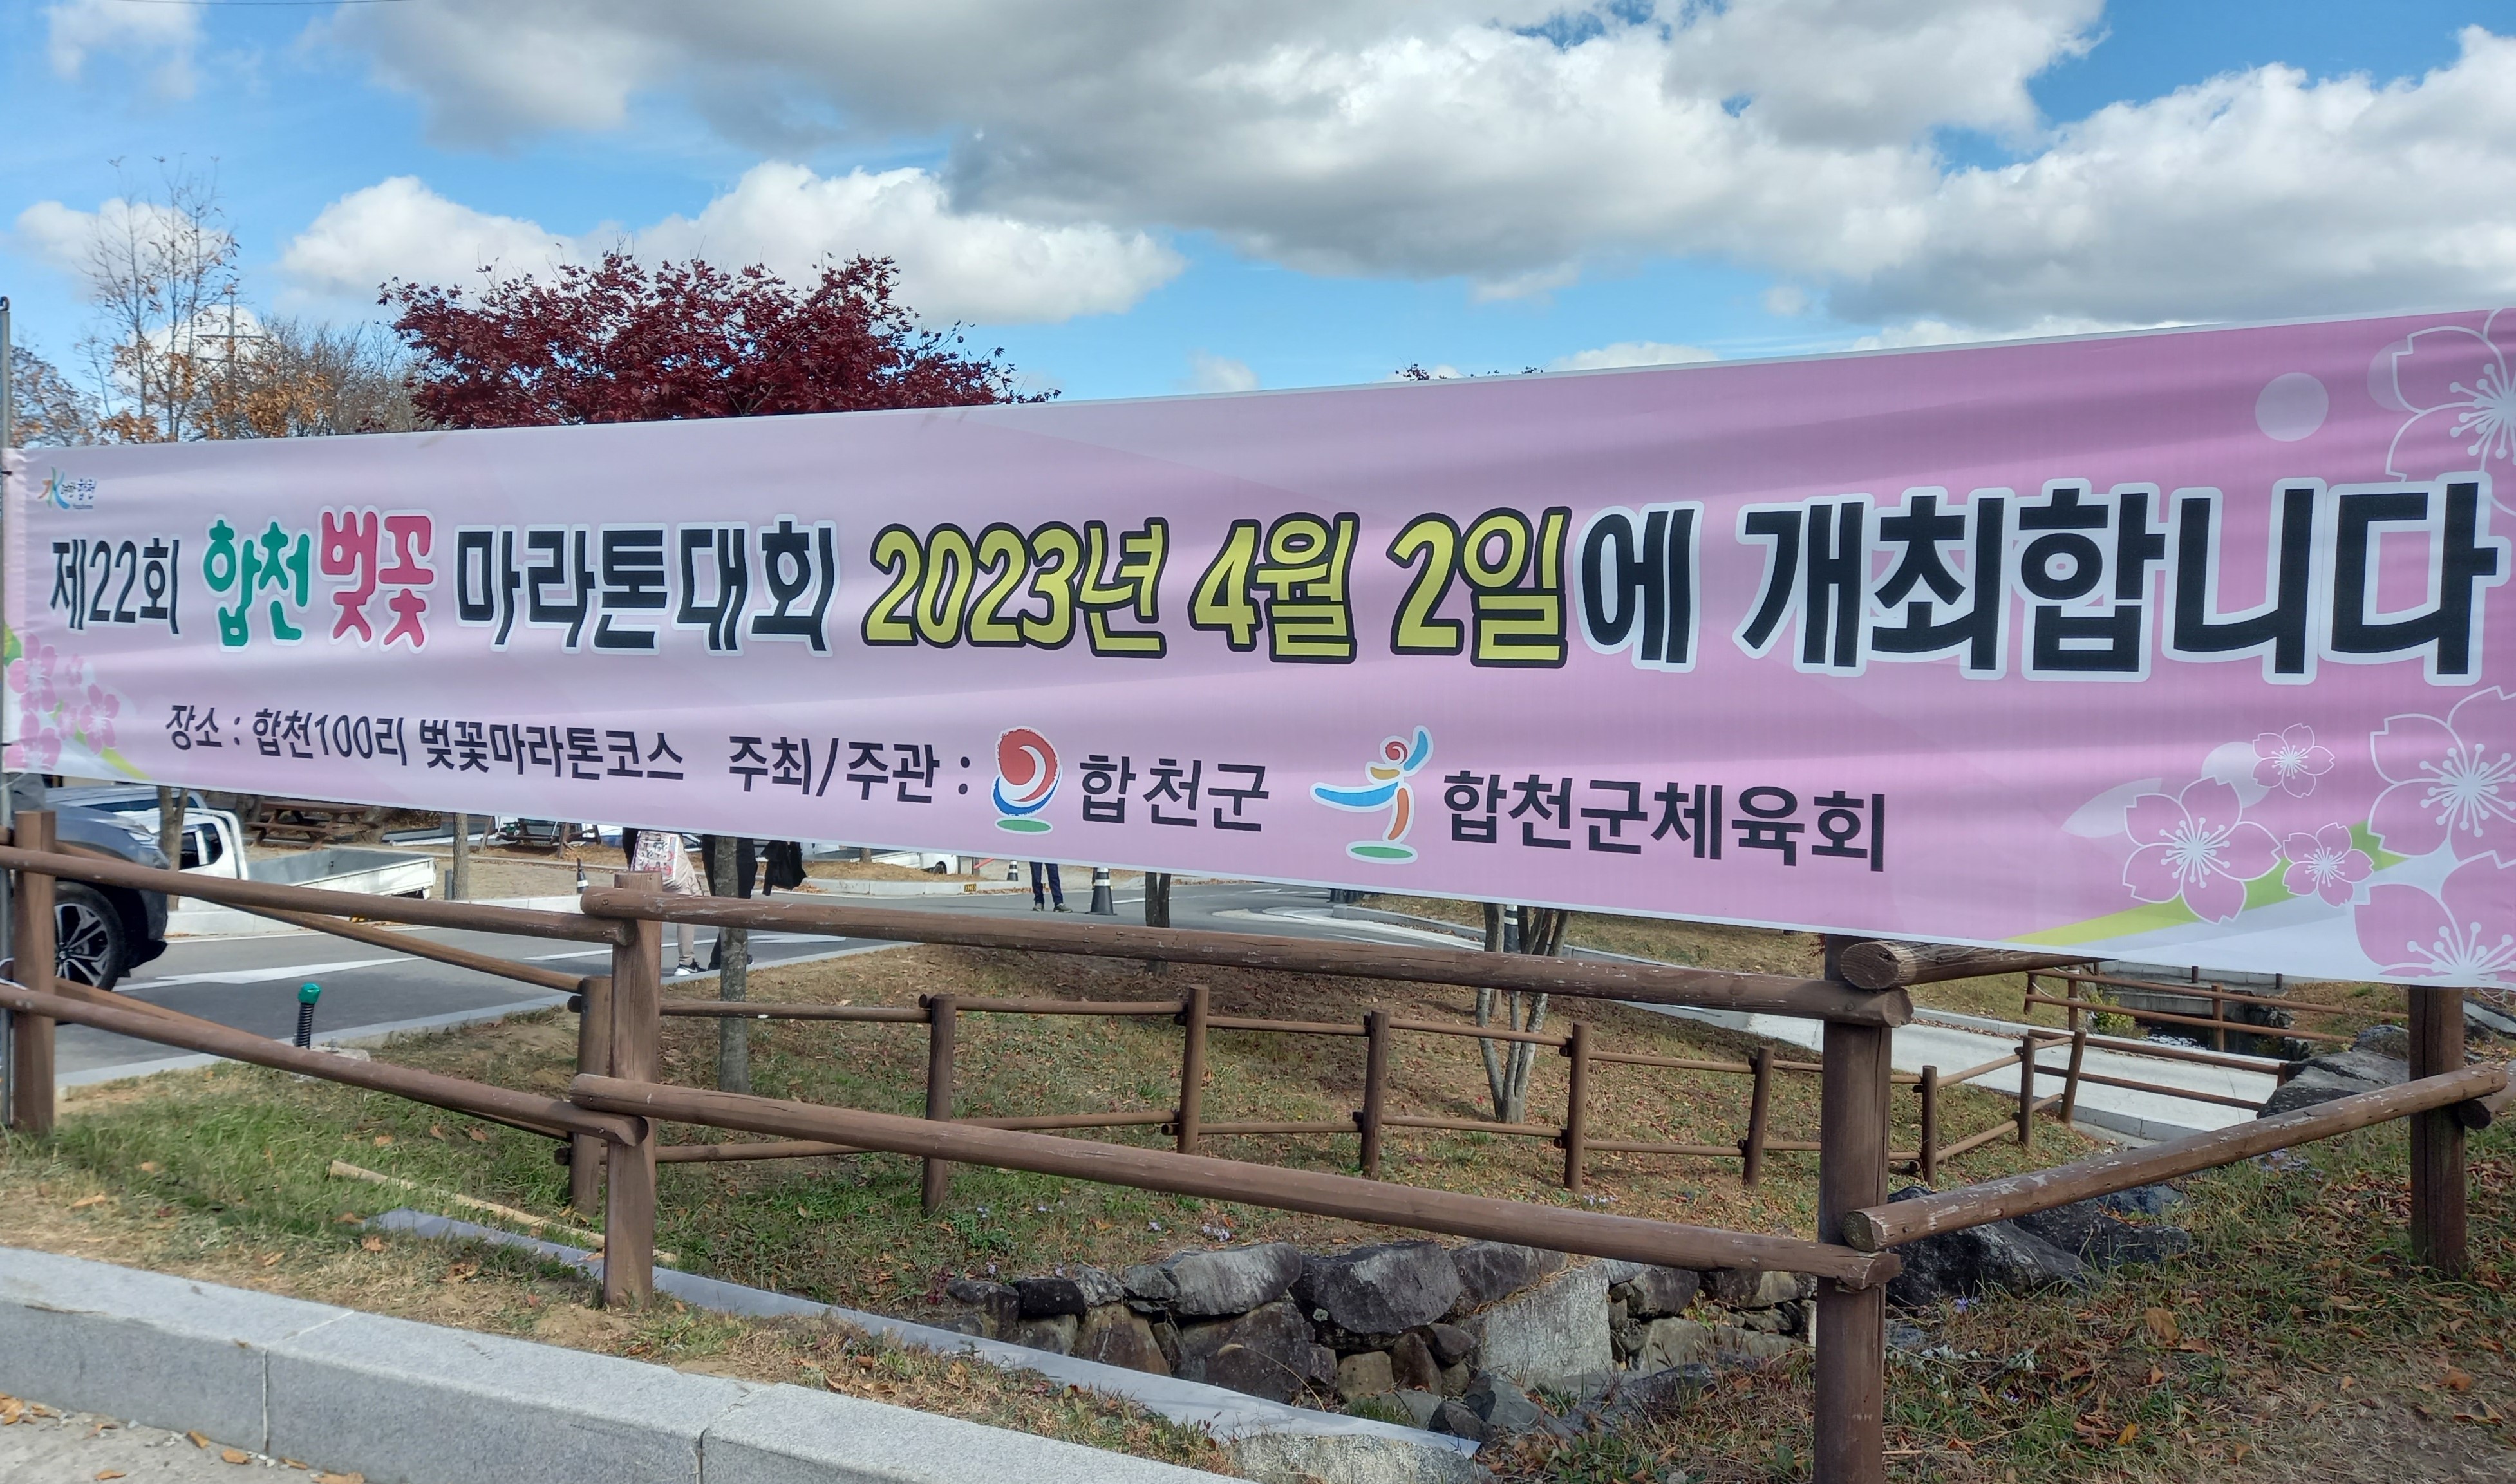 제22회 합천벚꽃 마라톤대회 2023년 4월 2일에 개최합니다
장소 : 합천100리 벚꽃마라톤코스 주최/주관 : 합천군 합천군체육회